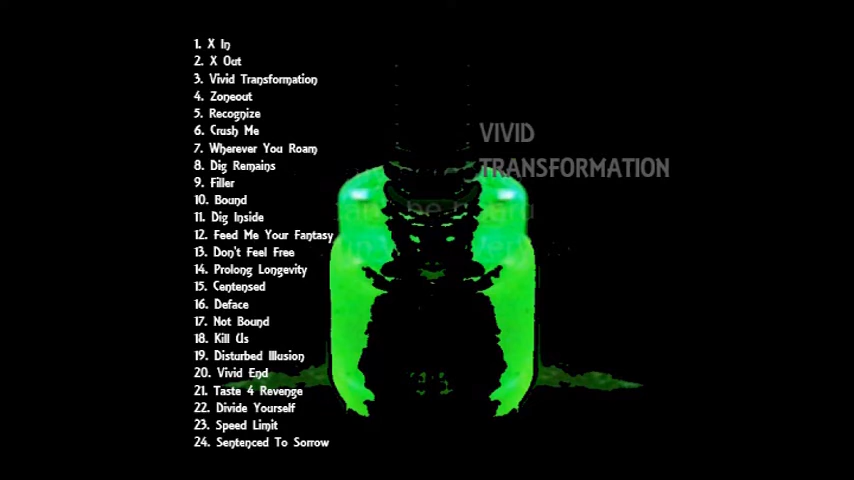 1. X In
2. X Out
3. Vivid Transformation
4. Zoneout
5. Recognize
6. Crush Me
7. Wherever You Roam
8. Dig Remains
9. Filler
10. Bound
11. Dig Inside
12. Feed Me Your Fantasy
13. Don't Feel Free
14. Prolong Longevity
15. Centensed
16. Deface
17. Not Bound
18. Kill Us
19. Disturbed Illusion
20. Vivid End
21. Taste 4 Revenge
22. Divide Yourself
23. Speed Limit
24. Sentenced To Sorrow
VIVID
TRANSFORMATION